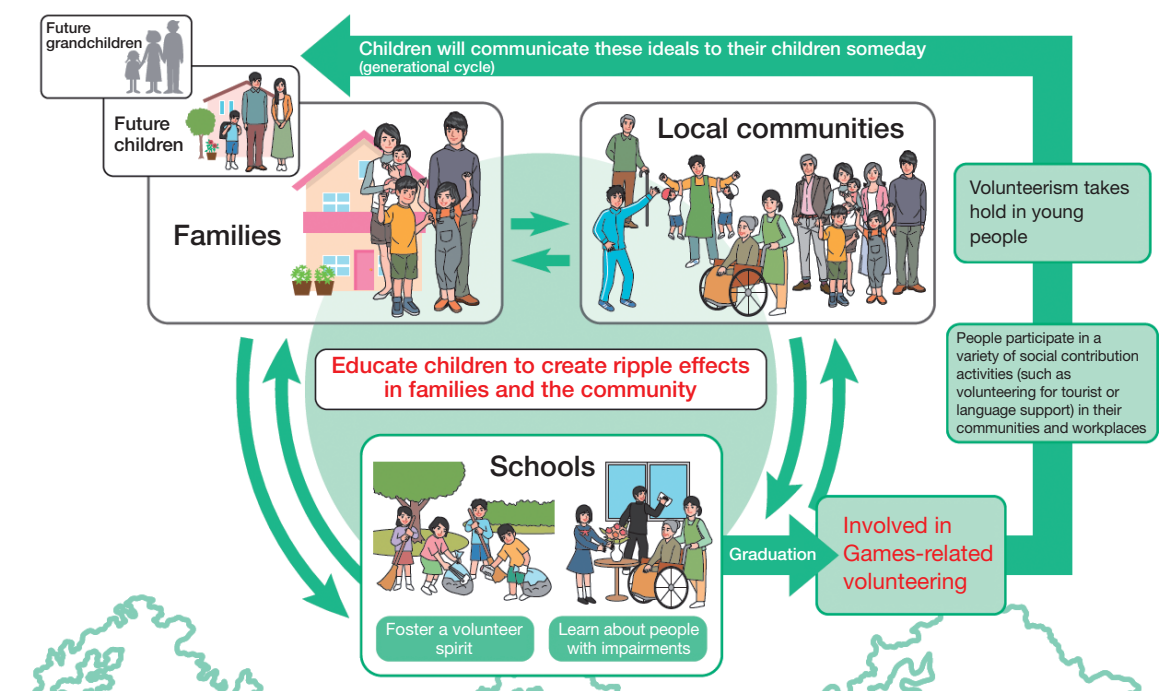 Future
grandchildren
Children will communicate these ideals to their children someday
(generational cycle)
Future
children
Families
Local communities
Volunteerism takes
hold in young
people
People participate in a
variety of social contribution
activities (such as
volunteering for tourist or
language support) in their
communities and workplaces
Educate children to create ripple effects
in families and the community
Schools
Graduation
Involved in
Games-related
volunteering
Foster a volunteer
spirit
Learn about people
with impairments